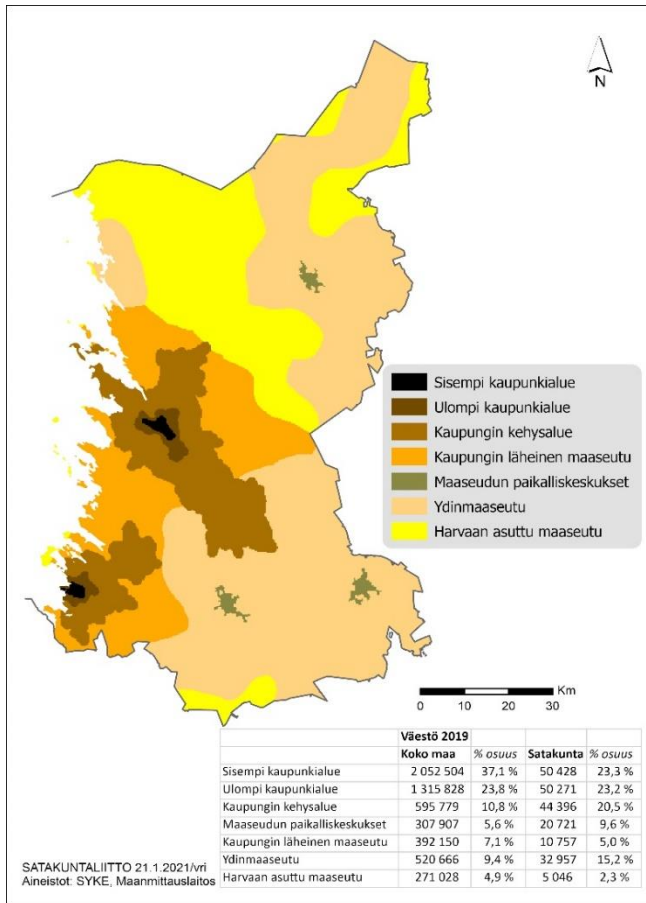 N
Sisempi kaupunkialue
Ulompi kaupunkialue
Kaupungin kehysalue
Kaupungin läheinen maaseutu
Maaseudun paikalliskeskukset
Ydinmaaseutu
Harvaan asuttu maaseutu
Km
0 10 20 30
Väestö 2019
Koko maa % osuus Satakunta % osuus
Sisempi kaupunkialue 2 052 504 37,1 % 50 428 23,3 %
Ulompi kaupunkialue 1 315 828 23,8 % 50 271 23,2 %
Kaupungin kehysalue 595 779 10,8 % 44 396 20,5 %
Maaseudun paikalliskeskukset 307 907 5,6 % 20 721 9,6 %
Kaupungin läheinen maaseutu 392 150 7,1 % 10 757 5,0 %
Ydinmaaseutu 520 666 9,4 % 32 957 15,2 %
Harvaan asuttu maaseutu 271 028 4,9 % 5 046 2,3 %
SATAKUNTALIITTO 21.1.2021/vri
Aineistot: SYKE, Maanmittauslaitos